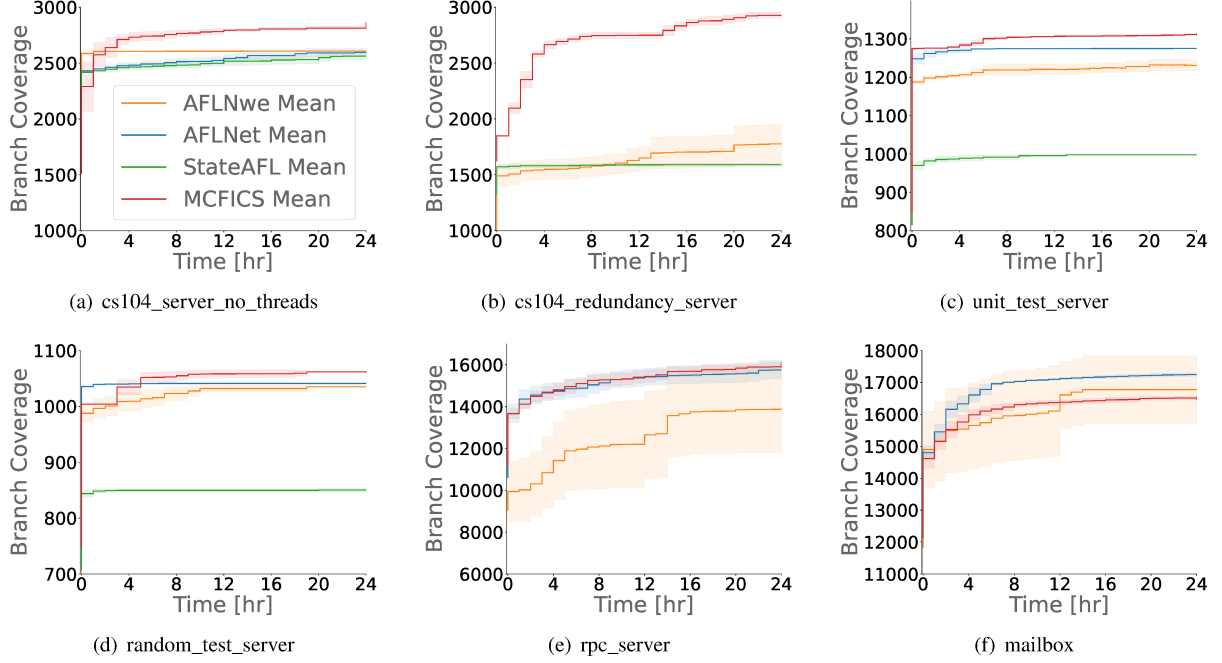 3000
2500
2000
1500
1000
Branch Coverage
0 4 8 12 16 20 24
Time [hr]
AFLNwe Mean
AFLNet Mean
StateAFL Mean
MCFICS Mean
(a) cs104_server_no_threads
3000
2500
2000
1500
1000
Branch Coverage
0 4 8 12 16 20 24
Time [hr]
(b) cs104_redundancy_server
1300
1200
1100
1000
900
800
Branch Coverage
0 4 8 12 16 20 24
Time [hr]
(c) unit_test_server
1100
1000
900
800
700
Branch Coverage
0 4 8 12 16 20 24
Time [hr]
(d) random_test_server
16000
14000
12000
10000
8000
6000
Branch Coverage
0 4 8 12 16 20 24
Time [hr]
(e) rpc_server
18000
17000
16000
15000
14000
13000
12000
11000
Branch Coverage
0 4 8 12 16 20 24
Time [hr]
(f) mailbox